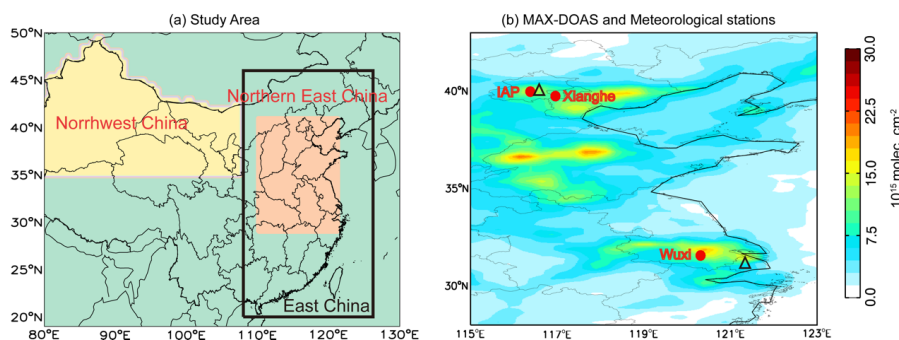 (a) Study Area
50°N
45°N
40°N
35°N
30°N
25°N
20°N
80°E
90°E
100°E
110°E
120°E
130°E
Northern East China
Norrhwest China
East China
(b) MAX-DOAS and Meteorological stations
40°N
35°N
30°N
115°E
117°E
119°E
121°E
123°E
IAP
Xianghe
Wuxi
30.0
22.5
15.0
7.5
0.0
10¹⁵ molec. cm⁻²